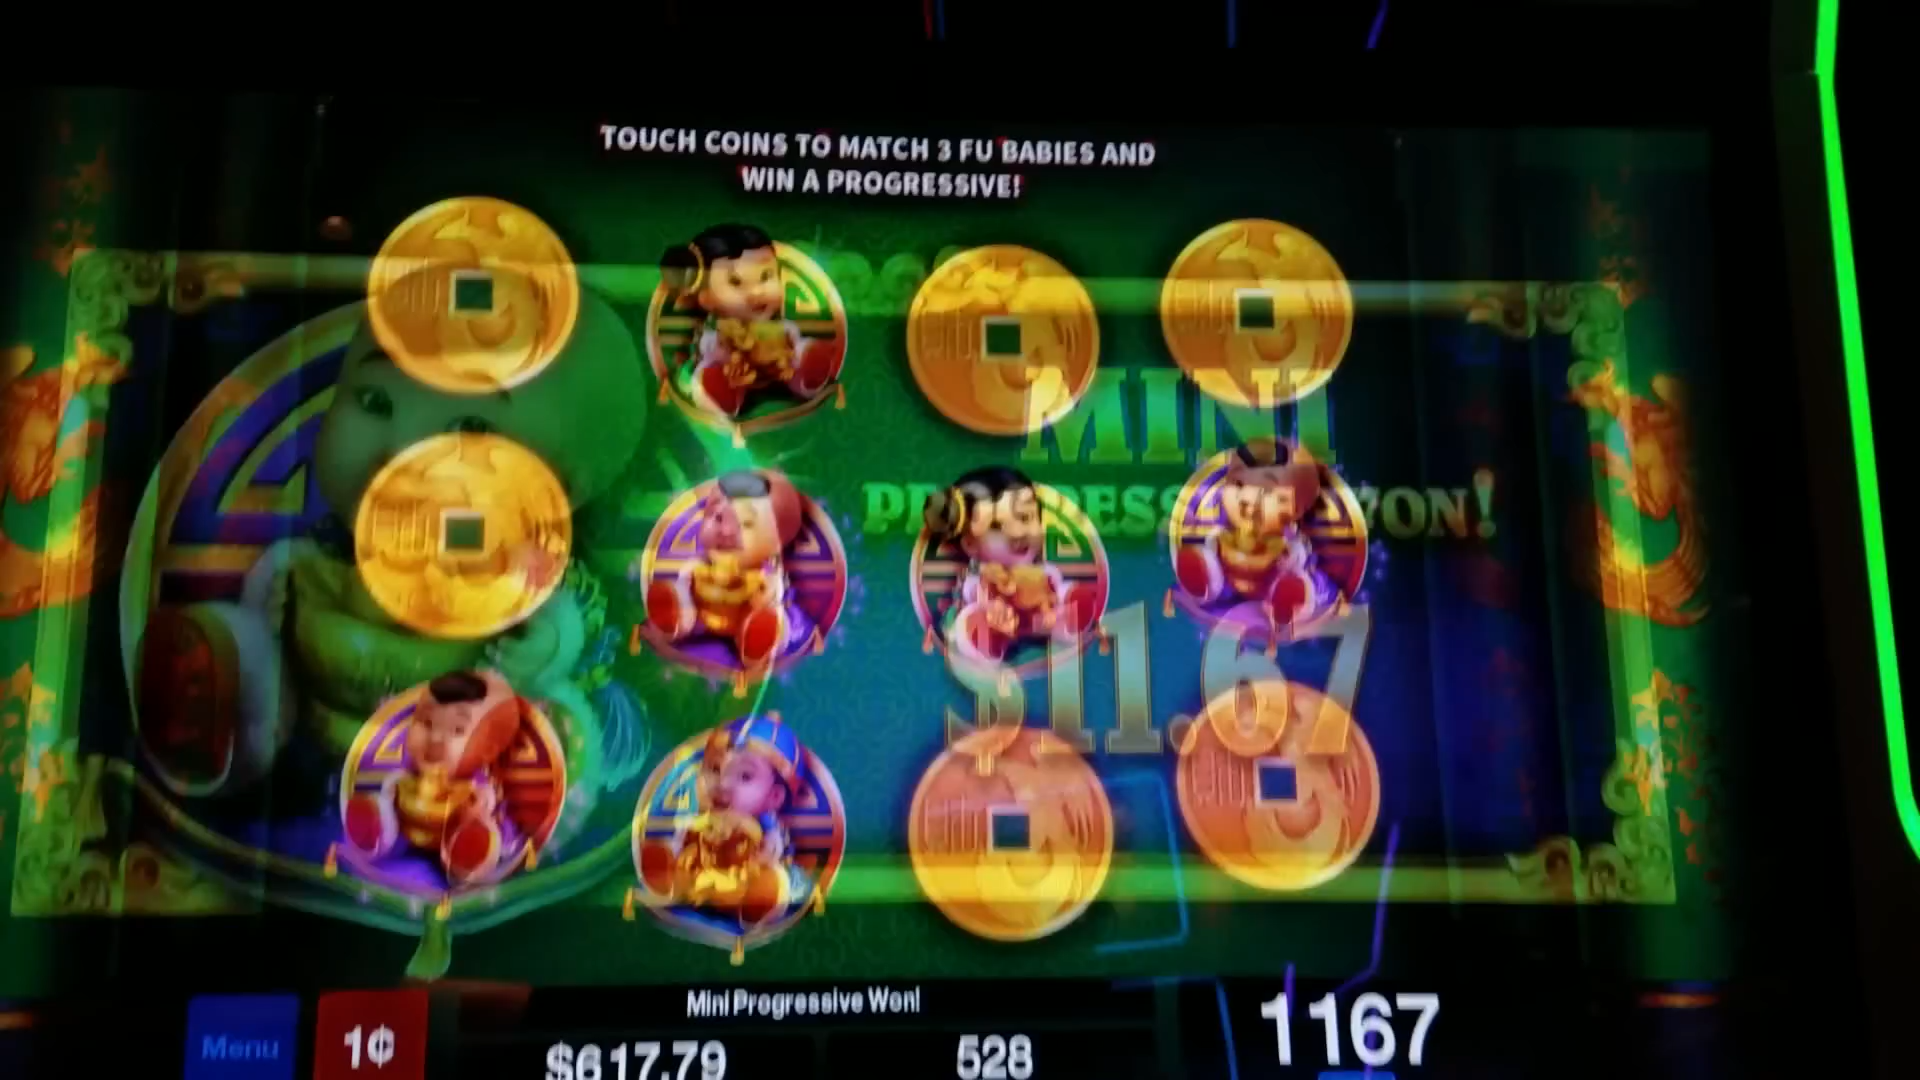 TOUCH COINS TO MATCH 3 FU BABIES AND
WIN A PROGRESSIVE!
MINI
PROGRESSIVE WON!
$11.67
Mini Progressive Won!
Menu
1¢
$617.79
528
1167